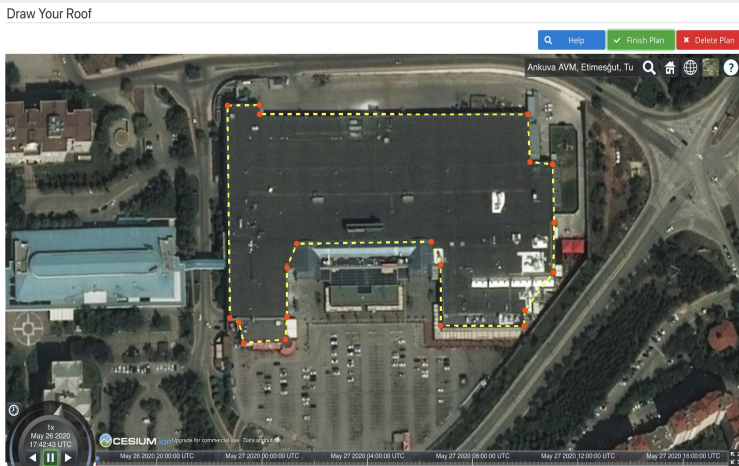 Draw Your Roof
Help
Finish Plan
Delete Plan
Ankuva AVM, Etimesğut, Tu
?
1x
May 26 2020
17:42:43 UTC
CESIUM ion Upgrade for commercial use. Data attribution
May 26 2020 20:00:00 UTC
May 27 2020 00:00:00 UTC
May 27 2020 04:00:00 UTC
May 27 2020 08:00:00 UTC
May 27 2020 12:00:00 UTC
May 27 2020 16:00:00 UTC